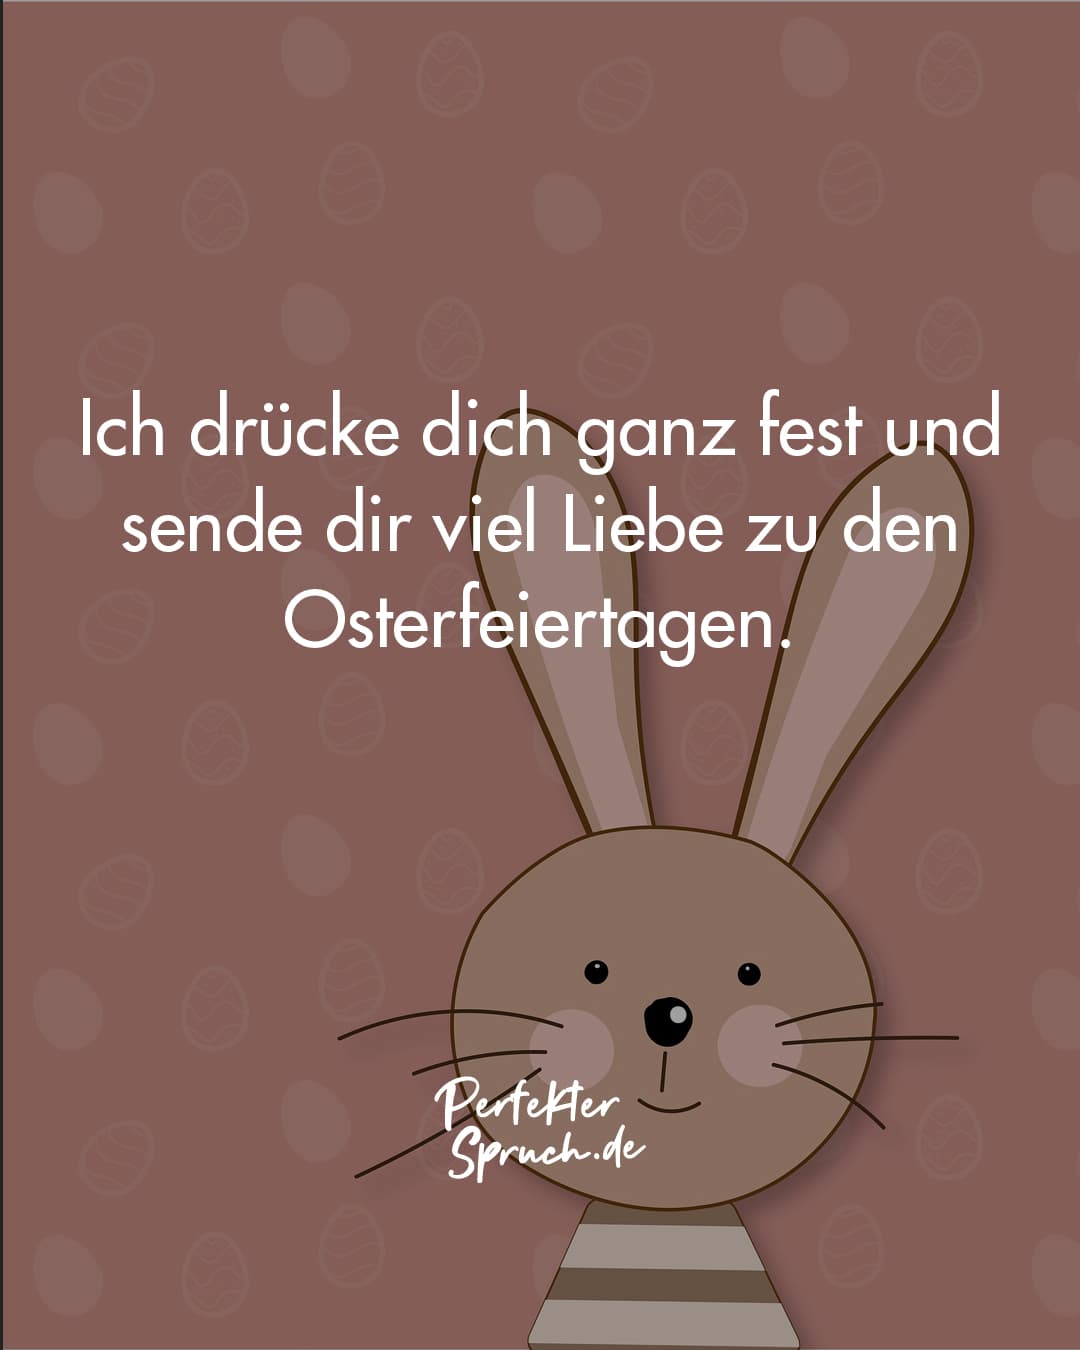 Ich drücke dich ganz fest und
sende dir viel Liebe zu den
Osterfeiertagen.
Perfekter
Spruch.de